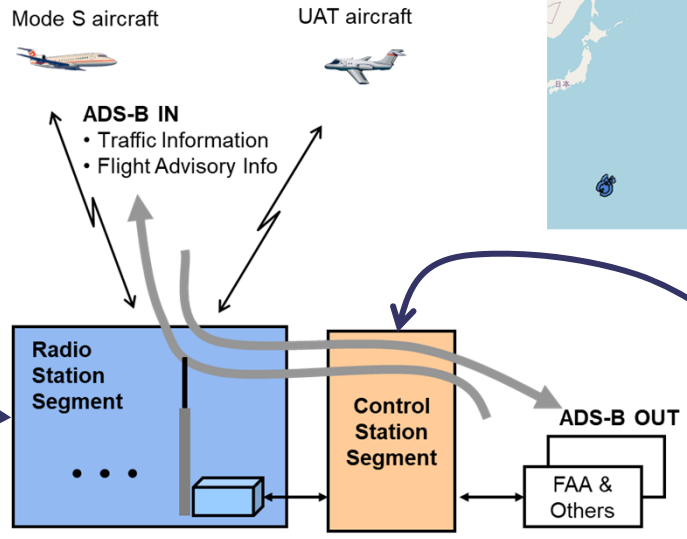 Mode S aircraft
UAT aircraft
日本
ADS-B IN
• Traffic Information
• Flight Advisory Info
Radio
Station
Segment
• • •
Control
Station
Segment
ADS-B OUT
FAA &
Others